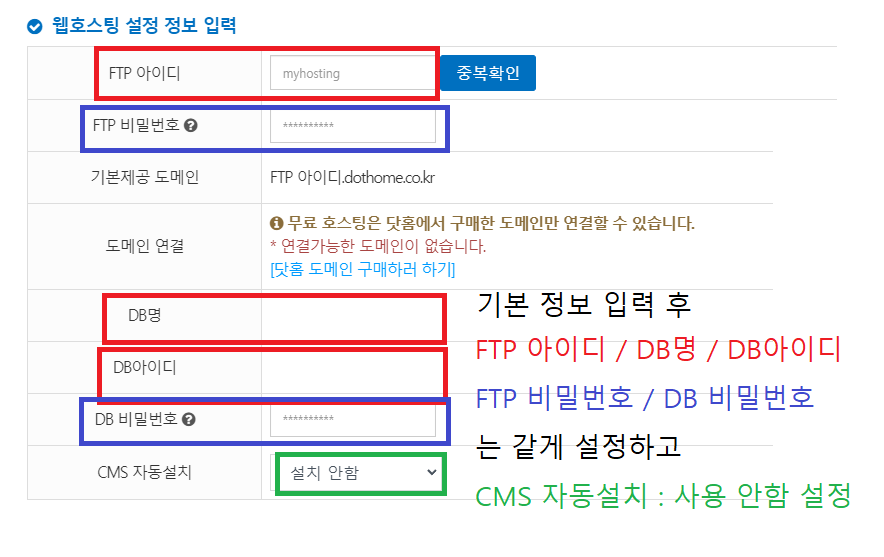 웹호스팅 설정 정보 입력
FTP 아이디
myhosting
중복확인
FTP 비밀번호
**********
기본제공 도메인
FTP 아이디.dothome.co.kr
도메인 연결
무료 호스팅은 닷홈에서 구매한 도메인만 연결할 수 있습니다.
* 연결가능한 도메인이 없습니다.
[닷홈 도메인 구매하러 하기]
DB명
DB아이디
DB 비밀번호
**********
CMS 자동설치
설치 안함
기본 정보 입력 후
FTP 아이디 / DB명 / DB아이디
FTP 비밀번호 / DB 비밀번호
는 같게 설정하고
CMS 자동설치 : 사용 안함 설정